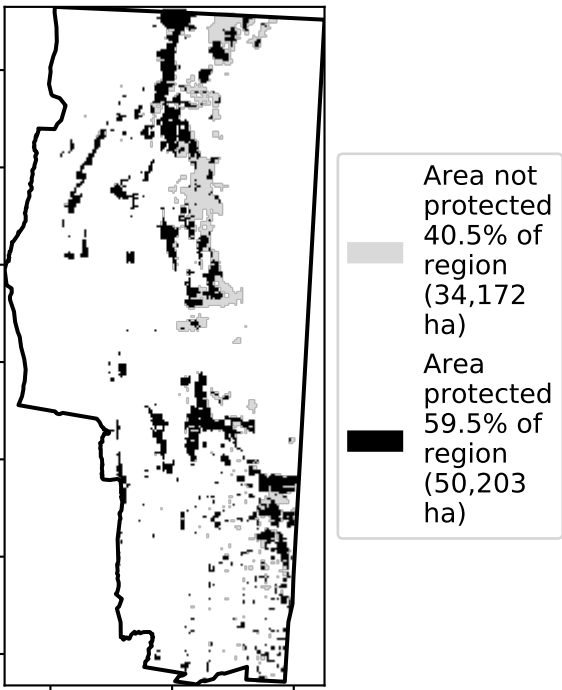 Area not
protected
40.5% of
region
(34,172
ha)
Area
protected
59.5% of
region
(50,203
ha)